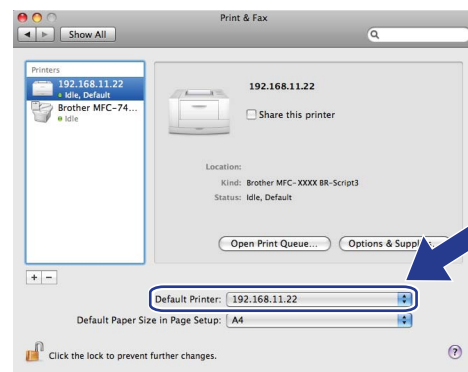 Print & Fax
Show All
Printers
192.168.11.22
Idle, Default
Brother MFC-74...
Idle
192.168.11.22
Share this printer
Location:
Kind: Brother MFC-XXXX BR-Script3
Status: Idle, Default
Open Print Queue... Options &
+ -
Default Printer: 192.168.11.22
Default Paper Size in Page Setup: A4
Click the lock to prevent further changes. ?